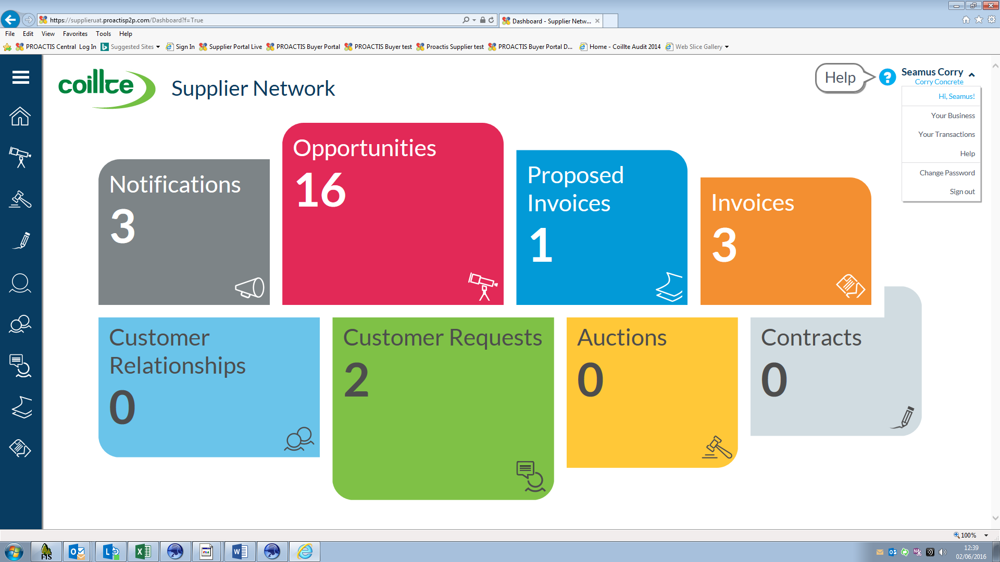 https://supplieruat.proactisp2p.com/Dashboard?f=True
Dashboard - Supplier Netw...
File Edit View Favorites Tools Help
PROACTIS Central Log In Suggested Sites Sign In Supplier Portal Live PROACTIS Buyer Portal PROACTIS Buyer test Proactis Supplier test PROACTIS Buyer Portal D... Home - Coillte Audit 2014 Web Slice Gallery
coillte
Supplier Network
Help
?
Seamus Corry
Corry Concrete
Hi, Seamus!
Your Business
Your Transactions
Help
Change Password
Sign out
Notifications
3
Opportunities
16
Proposed
Invoices
1
Invoices
3
Customer
Relationships
0
Customer Requests
2
Auctions
0
Contracts
0
100%
FIS
12:39
02/06/2016